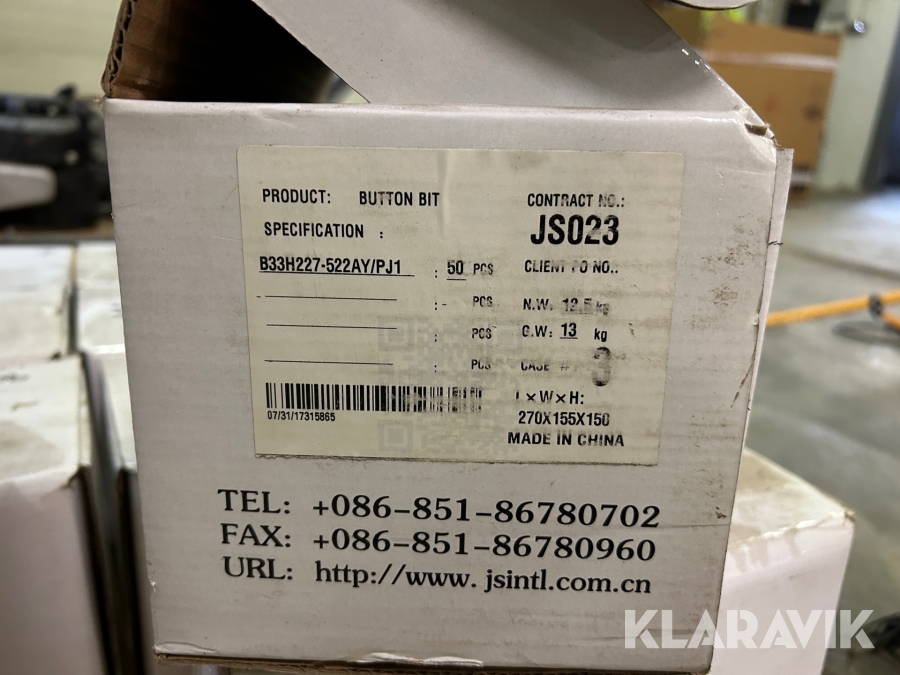 PRODUCT: BUTTON BIT
CONTRACT NO.:
JS023
SPECIFICATION :
B33H227-522AY/PJ1 : 50 PCS
CLIENT PO NO.:
:- PCS
N.W: 12.5 kg
: PCS
G.W: 13 kg
: PCS
CASE # 3
L×W×H:
07/31/17315865
270X155X150
MADE IN CHINA
TEL: +086-851-86780702
FAX: +086-851-86780960
URL: http://www. jsintl.com.cn
KLARAVIK